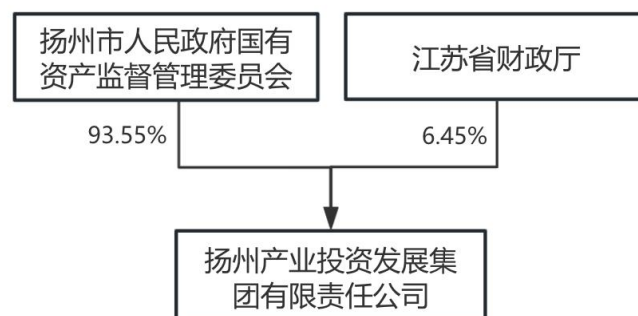 扬州市人民政府国有
资产监督管理委员会
江苏省财政厅
93.55%
6.45%
扬州产业投资发展集
团有限责任公司